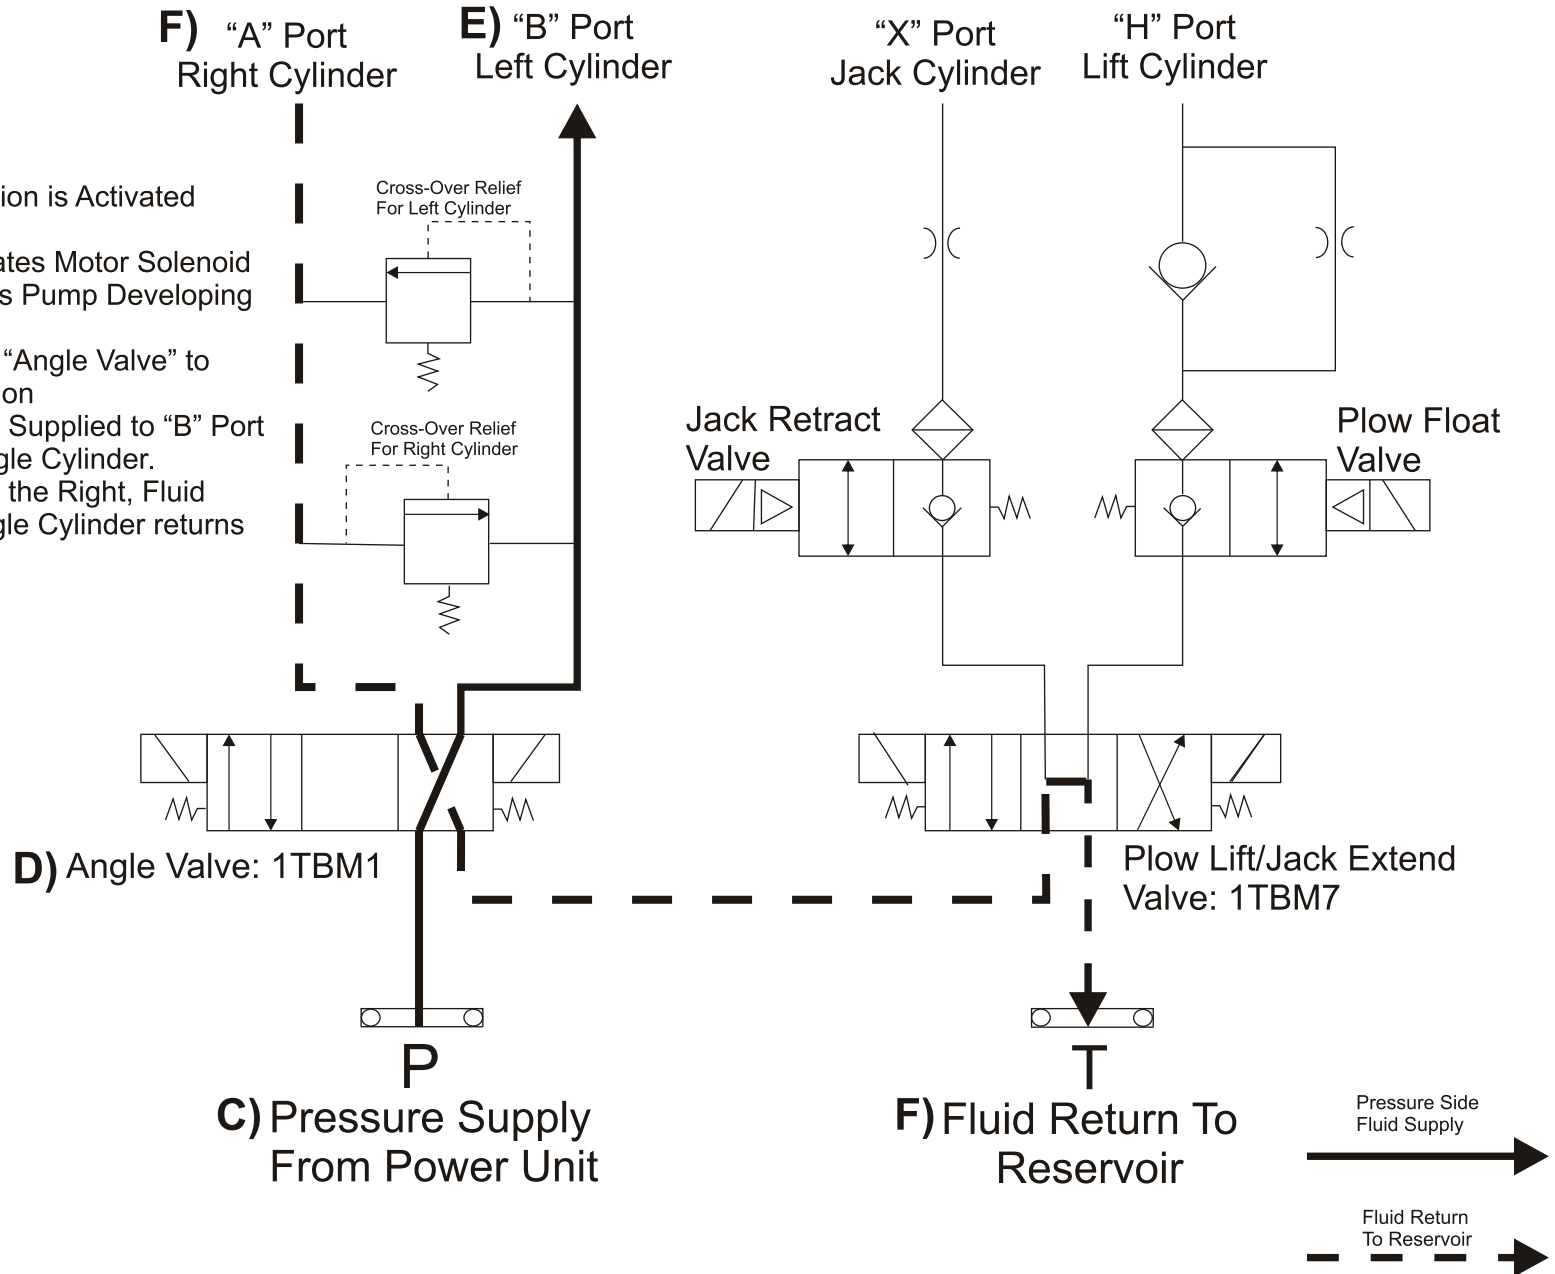 F) “A” Port
Right Cylinder
E) “B” Port
Left Cylinder
“X” Port
Jack Cylinder
“H” Port
Lift Cylinder
ion is Activated
ates Motor Solenoid
s Pump Developing
“Angle Valve” to
on
Supplied to “B” Port
gle Cylinder.
the Right, Fluid
gle Cylinder returns
Cross-Over Relief
For Left Cylinder
Cross-Over Relief
For Right Cylinder
Jack Retract
Valve
Plow Float
Valve
D) Angle Valve: 1TBM1
Plow Lift/Jack Extend
Valve: 1TBM7
P
C) Pressure Supply
From Power Unit
T
F) Fluid Return To
Reservoir
Pressure Side
Fluid Supply
Fluid Return
To Reservoir